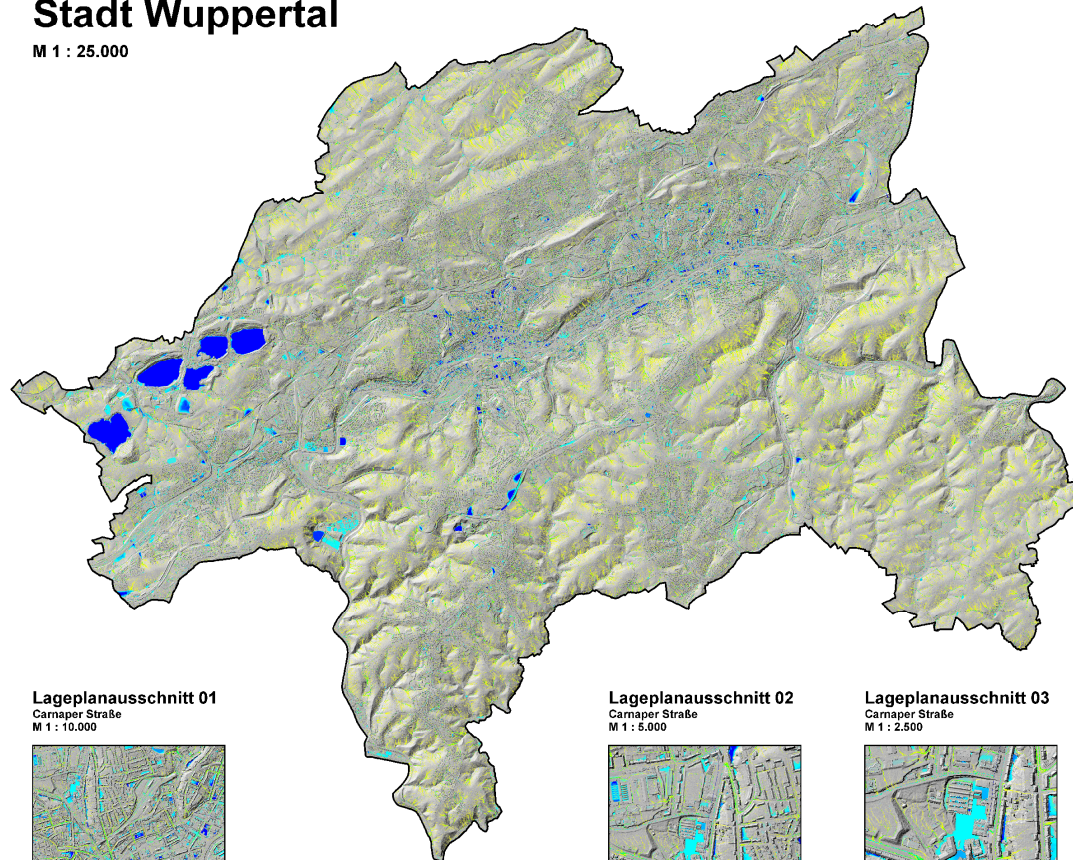 Stadt Wuppertal
M 1 : 25.000
Lageplanausschnitt 01
Carnaper Straße
M 1 : 10.000
Lageplanausschnitt 02
Carnaper Straße
M 1 : 5.000
Lageplanausschnitt 03
Carnaper Straße
M 1 : 2.500